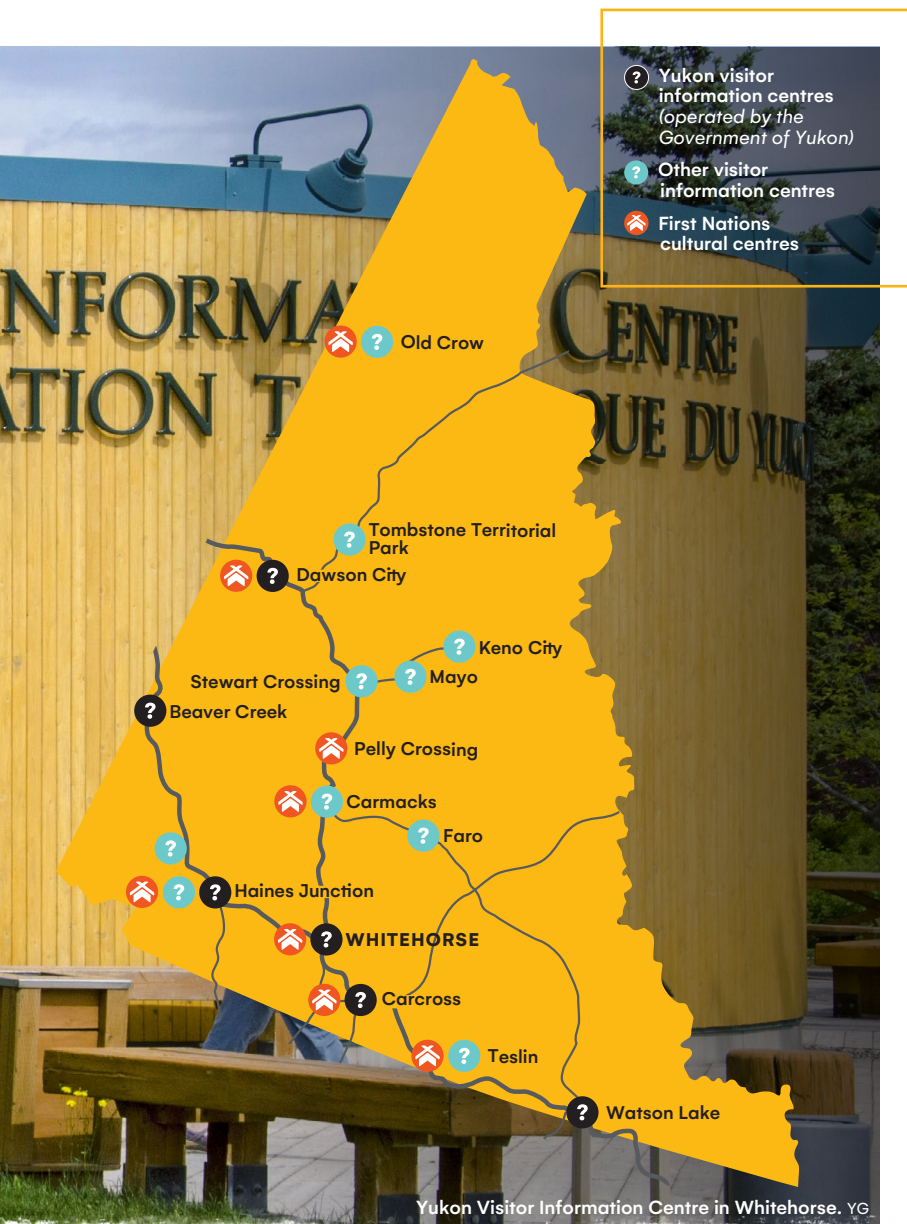 Yukon visitor
information centres
(operated by the
Government of Yukon)
Other visitor
information centres
First Nations
cultural centres
NFORMA CENTRE
ATION T QUE DU YUKO
Old Crow
Tombstone Territorial
Park
Dawson City
Keno City
Mayo
Stewart Crossing
Beaver Creek
Pelly Crossing
Carmacks
Faro
Haines Junction
WHITEHORSE
Carcross
Teslin
Watson Lake
Yukon Visitor Information Centre in Whitehorse. YG